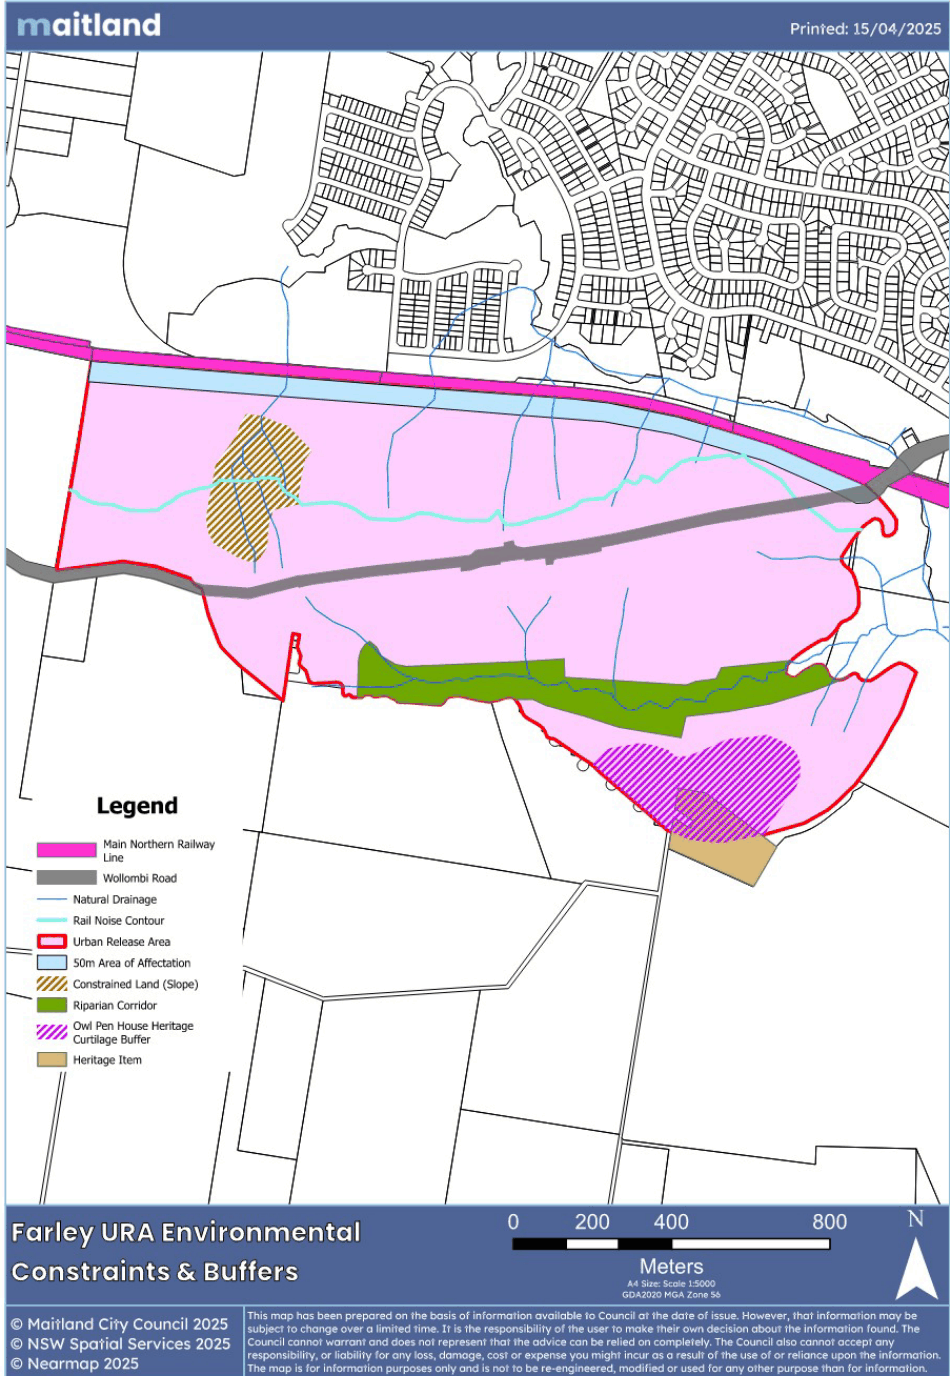 maitland
Printed: 15/04/2025
Legend
Main Northern Railway
Line
Wollombi Road
Natural Drainage
Rail Noise Contour
Urban Release Area
50m Area of Affectation
Constrained Land (Slope)
Riparian Corridor
Owl Pen House Heritage
Curtilage Buffer
Heritage Item
Farley URA Environmental
Constraints & Buffers
0 200 400 800
Meters
A4 Size: Scale 1:5000
GDA2020 MGA Zone 56
N
© Maitland City Council 2025
© NSW Spatial Services 2025
© Nearmap 2025
This map has been prepared on the basis of information available to Council at the date of issue. However, that information may be
subject to change over a limited time. It is the responsibility of the user to make their own decision about the information found. The
Council cannot warrant and does not represent that the advice can be relied on completely. The Council also cannot accept any
responsibility, or liability for any loss, damage, cost or expense you might incur as a result of the use of or reliance upon the information.
The map is for information purposes only and is not to be re-engineered, modified or used for any other purpose than for information.